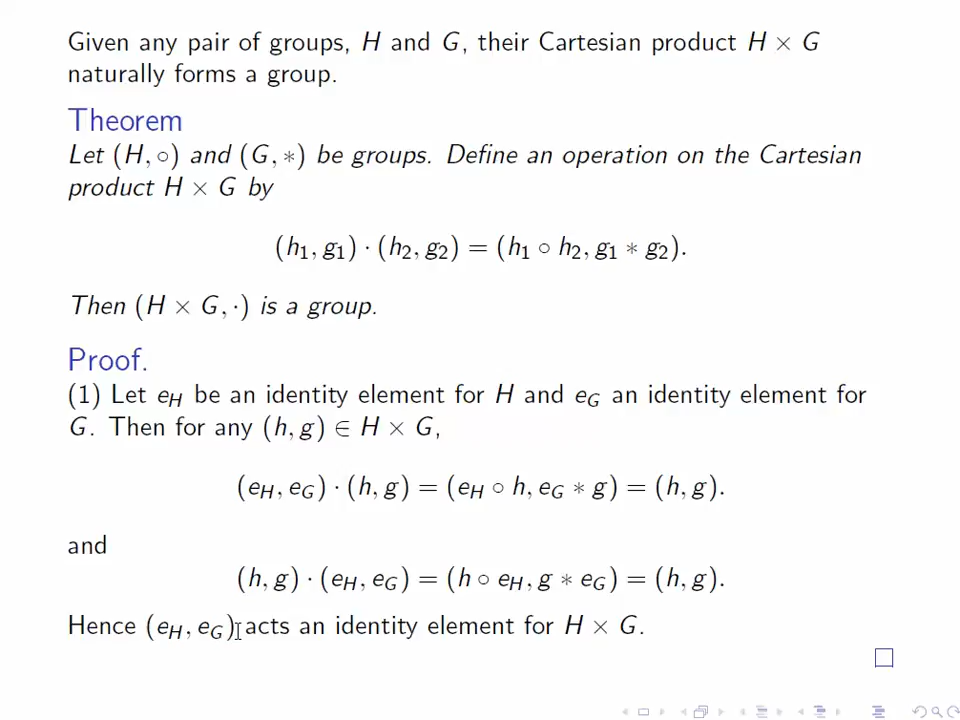 Given any pair of groups, H and G, their Cartesian product H × G
naturally forms a group.
Theorem
Let (H, ∘) and (G, ∗) be groups. Define an operation on the Cartesian
product H × G by
(h₁, g₁) · (h₂, g₂) = (h₁ ∘ h₂, g₁ ∗ g₂).
Then (H × G, ·) is a group.
Proof.
(1) Let e_H be an identity element for H and e_G an identity element for
G. Then for any (h, g) ∈ H × G,
(e_H, e_G) · (h, g) = (e_H ∘ h, e_G ∗ g) = (h, g).
and
(h, g) · (e_H, e_G) = (h ∘ e_H, g ∗ e_G) = (h, g).
Hence (e_H, e_G) acts an identity element for H × G.